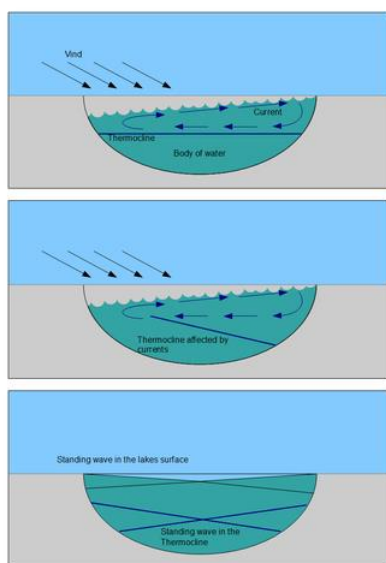 Vind
Current
Thermocline
Body of water
Thermocline affected by
currents
Standing wave in the lakes surface
Standing wave in the
Thermocline